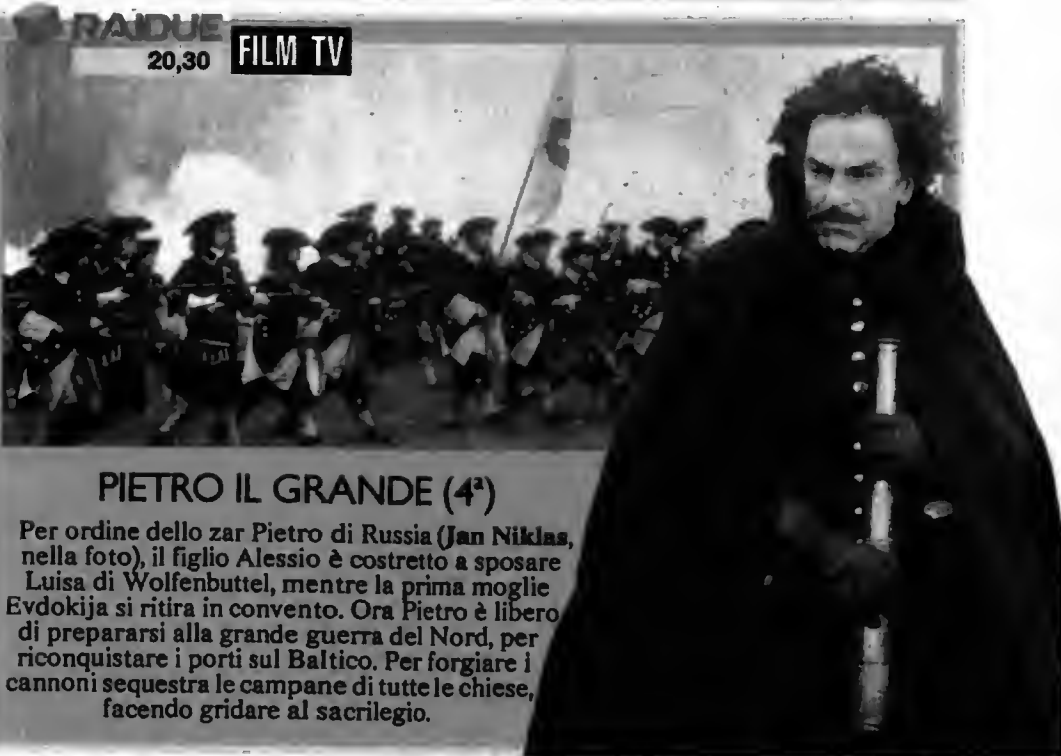 RAIDUE
20,30 FILM TV
PIETRO IL GRANDE (4ª)
Per ordine dello zar Pietro di Russia (Jan Niklas,
nella foto), il figlio Alessio è costretto a sposare
Luisa di Wolfenbuttel, mentre la prima moglie
Evdokija si ritira in convento. Ora Pietro è libero
di prepararsi alla grande guerra del Nord, per
riconquistare i porti sul Baltico. Per forgiare i
cannoni sequestra le campane di tutte le chiese,
facendo gridare al sacrilegio.